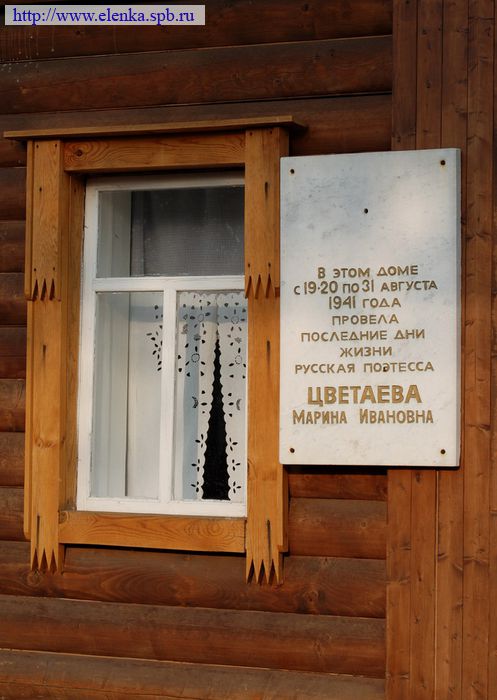 http://www.elenka.spb.ru
В ЭТОМ ДОМЕ
С 19-20 ПО 31 АВГУСТА
1941 ГОДА
ПРОВЕЛА
ПОСЛЕДНИЕ ДНИ
ЖИЗНИ
РУССКАЯ ПОЭТЕССА
ЦВЕТАЕВА
МАРИНА ИВАНОВНА